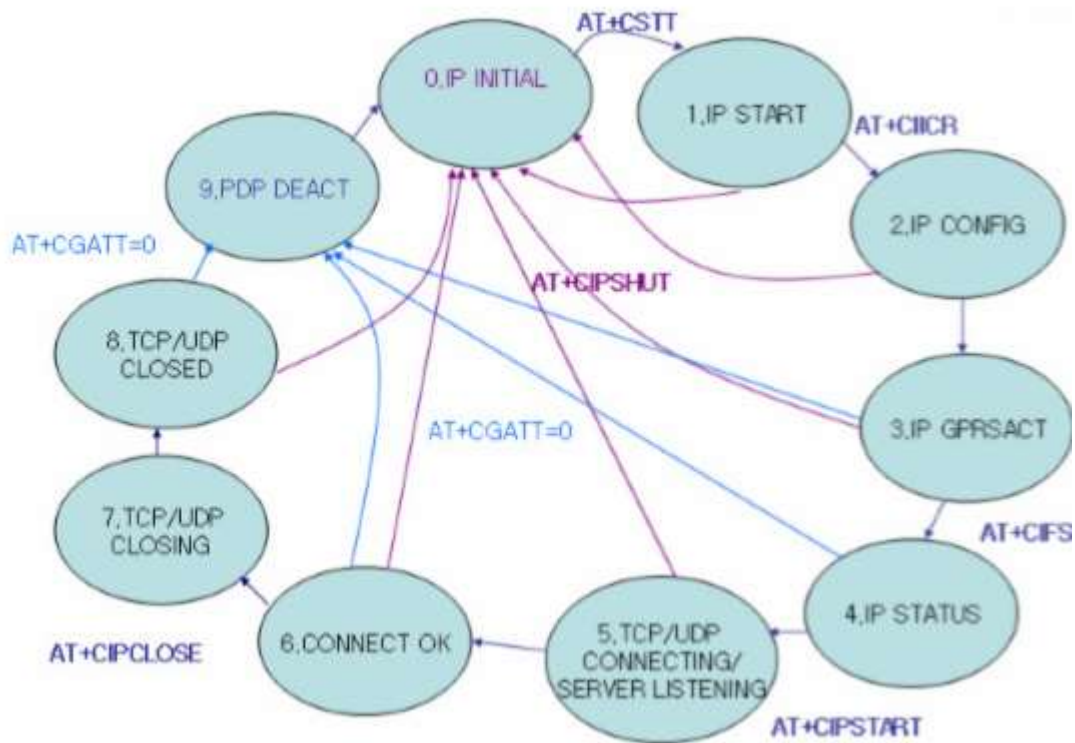 AT+CSTT
0,IP INITIAL
1,IP START
AT+CIICR
9,PDP DEACT
2,IP CONFIG
AT+CGATT=0
AT+CIPSHUT
8,TCP/UDP
CLOSED
3,IP GPRSACT
AT+CGATT=0
7,TCP/UDP
CLOSING
AT+CIFS
4,IP STATUS
5,TCP/UDP
CONNECTING/
SERVER LISTENING
6,CONNECT OK
AT+CIPCLOSE
AT+CIPSTART